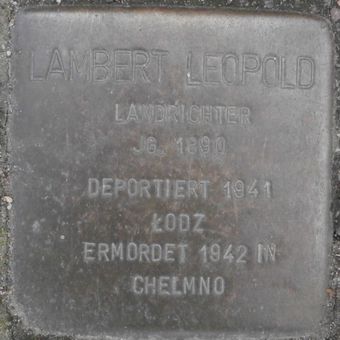 LAMBERT LEOPOLD
LANDRICHTER
JG. 1890
DEPORTIERT 1941
ŁODZ
ERMORDET 1942 IN
CHELMNO